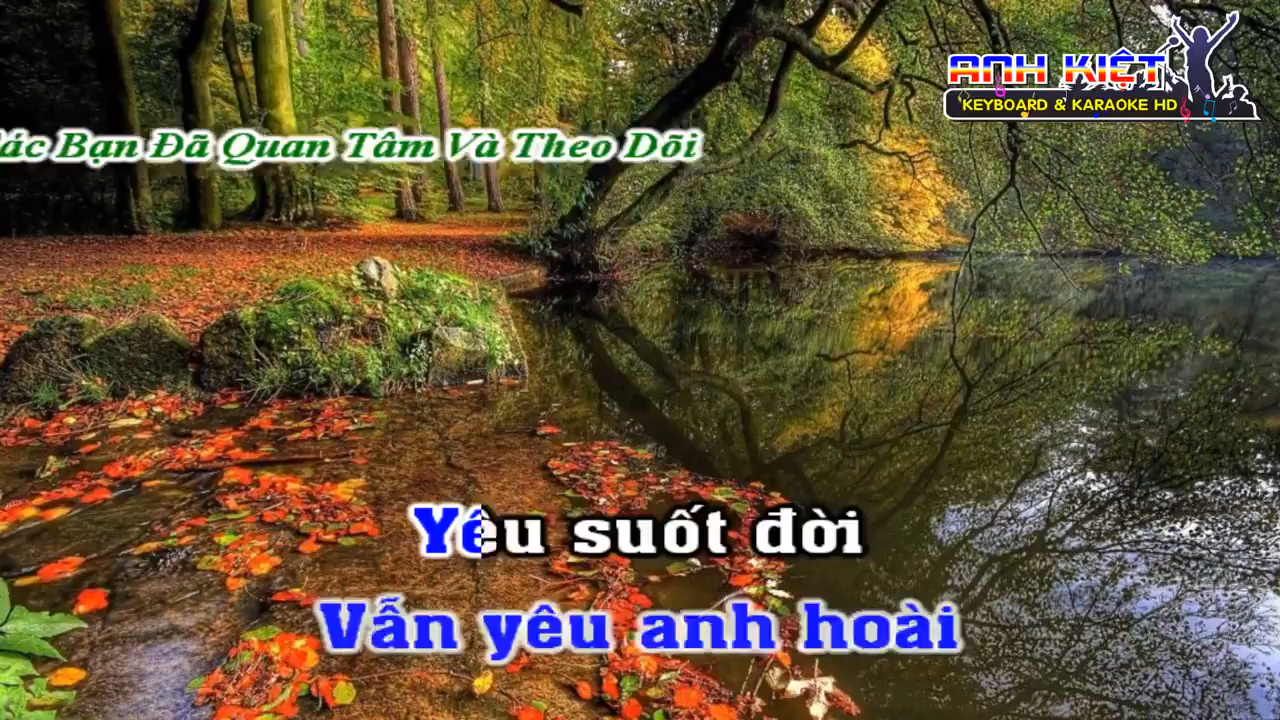 ANH KIỆT
KEYBOARD & KARAOKE HD
Bạn Đã Quan Tâm Và Theo Dõi
Yêu suốt đời
Vẫn yêu anh hoài